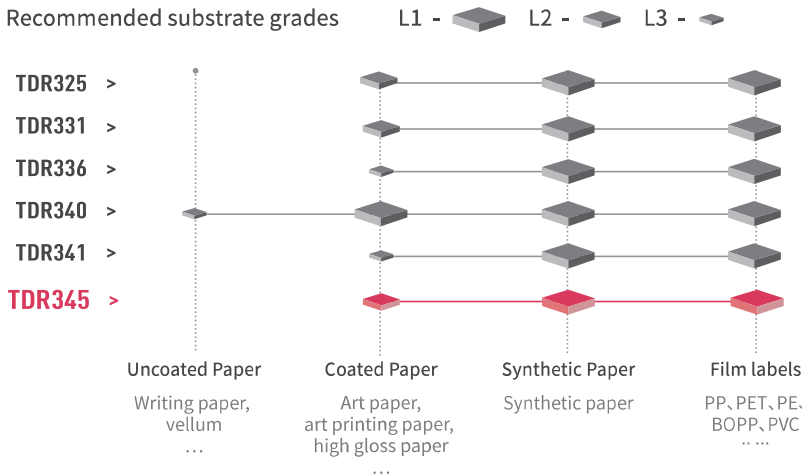 Recommended substrate grades L1 - L2 - L3 -
TDR325 >
TDR331 >
TDR336 >
TDR340 >
TDR341 >
TDR345 >
Uncoated Paper Coated Paper Synthetic Paper Film labels
Writing paper, Art paper, Synthetic paper PP、PET、PE、
vellum art printing paper, BOPP、PVC
... high gloss paper .. ...
...